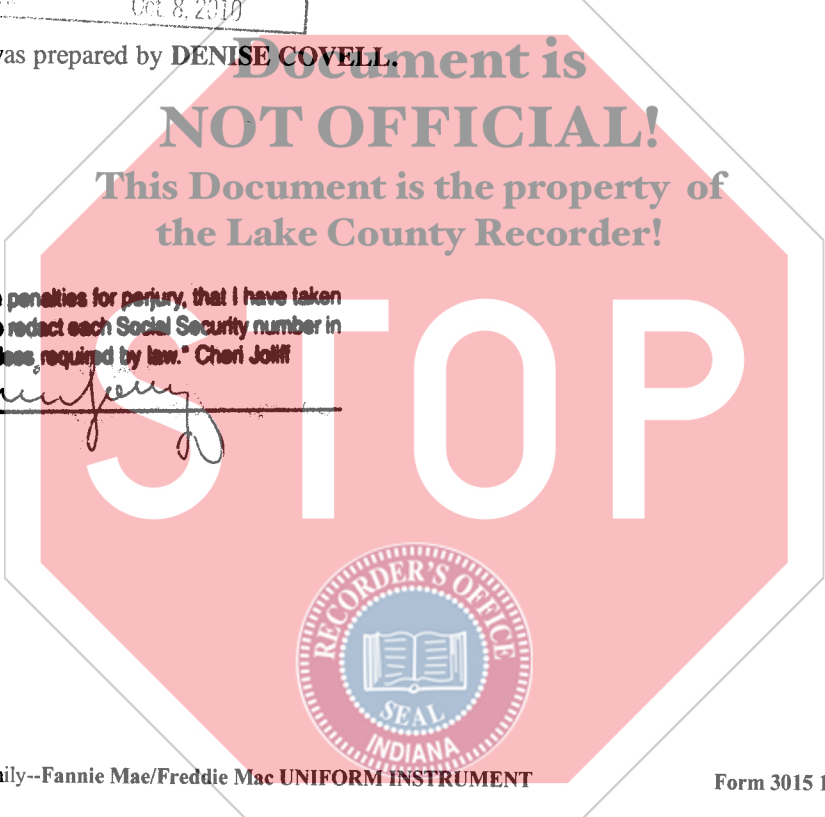 Oct 8, 2010
was prepared by DENISE COVELL.
Document is
NOT OFFICIAL!
This Document is the property of
the Lake County Recorder!
penalties for perjury, that I have taken
redact each Social Security number in
required by law." Cheri Joliff
STOP
RECORDER'S OFFICE
SEAL
INDIANA
ily--Fannie Mae/Freddie Mac UNIFORM INSTRUMENT
Form 3015 1